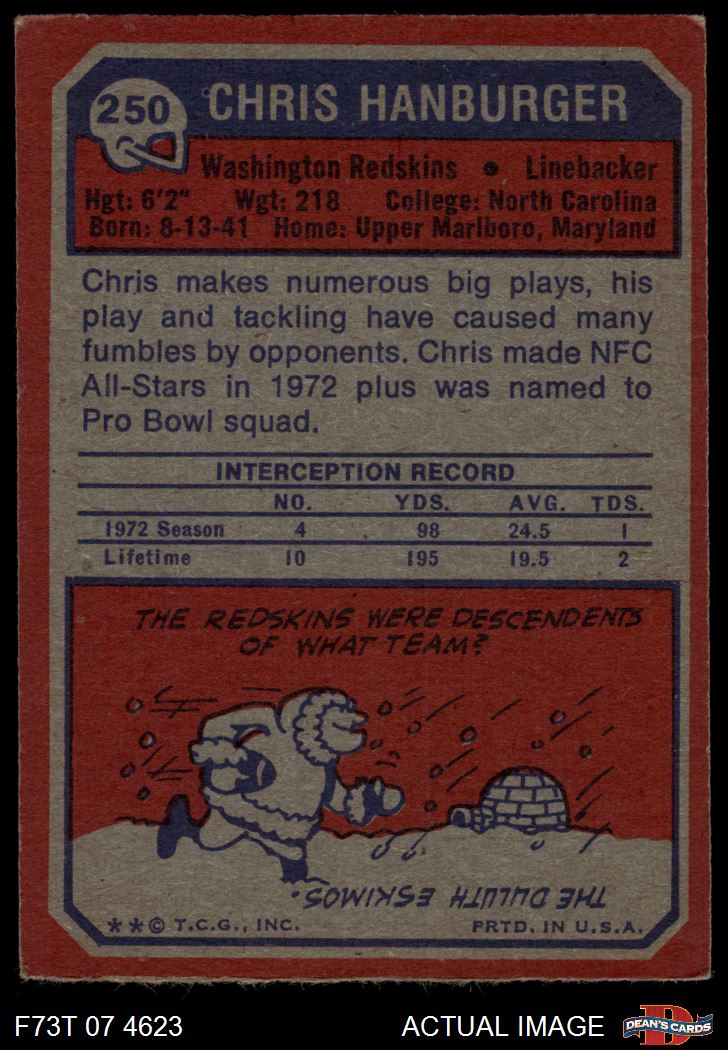 250
CHRIS HANBURGER
Washington Redskins • Linebacker
Hgt: 6'2" Wgt: 218 College: North Carolina
Born: 8-13-41 Home: Upper Marlboro, Maryland
Chris makes numerous big plays, his
play and tackling have caused many
fumbles by opponents. Chris made NFC
All-Stars in 1972 plus was named to
Pro Bowl squad.
INTERCEPTION RECORD
NO. YDS. AVG. TDS.
1972 Season 4 98 24.5 1
Lifetime 10 195 19.5 2
THE REDSKINS WERE DESCENDENTS
OF WHAT TEAM?
THE DULUTH ESKIMOS.
**© T.C.G., INC. PRTD. IN U.S.A.
F73T 07 4623 ACTUAL IMAGE
D
DEAN'S CARDS